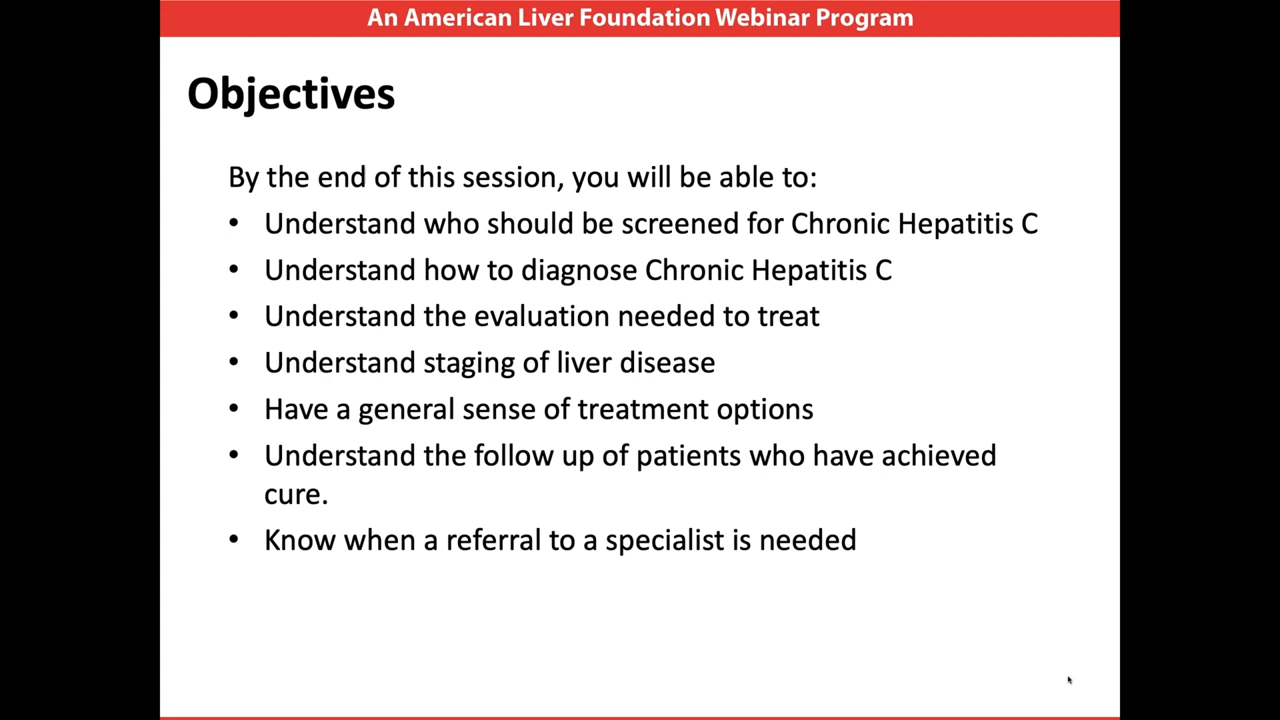 An American Liver Foundation Webinar Program
Objectives
By the end of this session, you will be able to:
• Understand who should be screened for Chronic Hepatitis C
• Understand how to diagnose Chronic Hepatitis C
• Understand the evaluation needed to treat
• Understand staging of liver disease
• Have a general sense of treatment options
• Understand the follow up of patients who have achieved
cure.
• Know when a referral to a specialist is needed